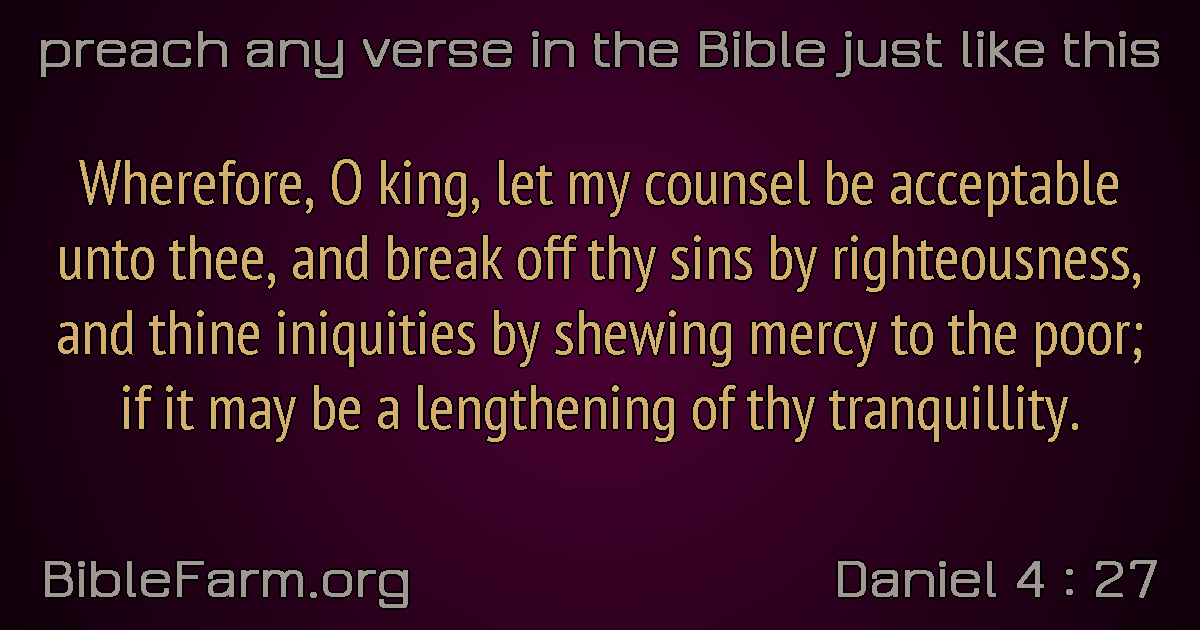 preach any verse in the Bible just like this
Wherefore, O king, let my counsel be acceptable
unto thee, and break off thy sins by righteousness,
and thine iniquities by shewing mercy to the poor;
if it may be a lengthening of thy tranquillity.
BibleFarm.org
Daniel 4 : 27